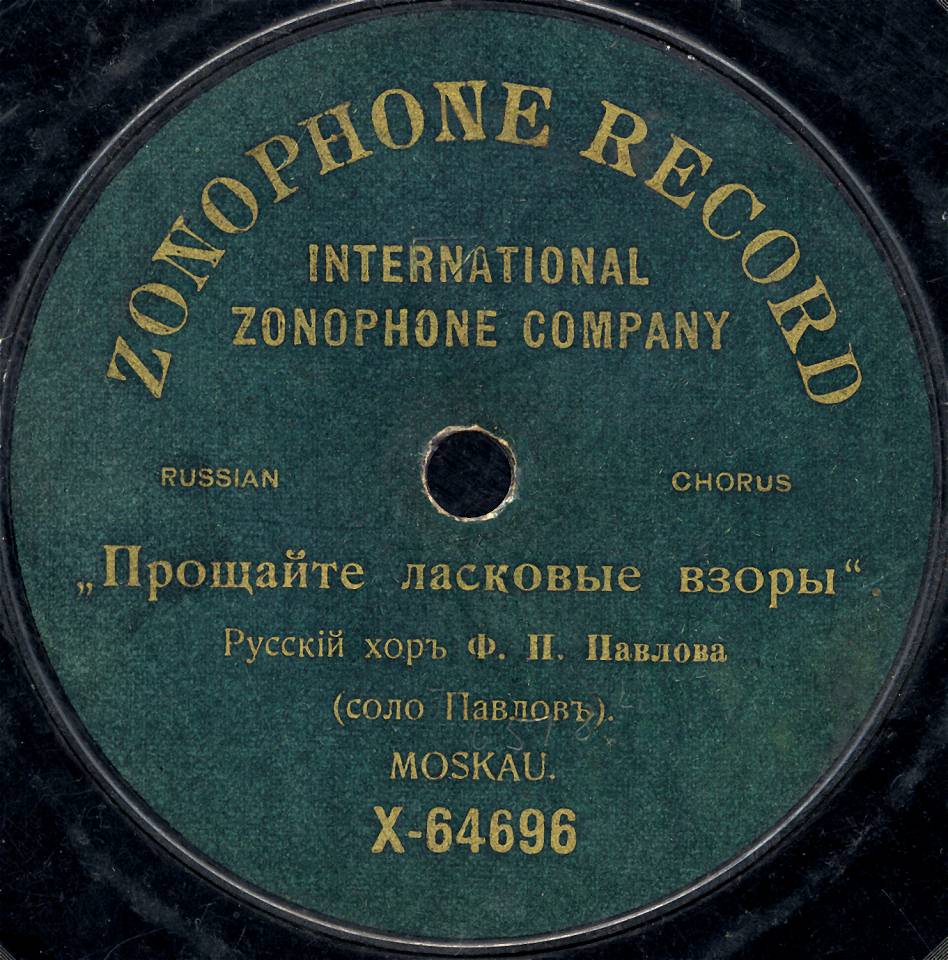 ZONOPHONE RECORD
INTERNATIONAL
ZONOPHONE COMPANY
RUSSIAN CHORUS
„Прощайте ласковые взоры“.
Русскій хоръ Ф. П. Павлова
(соло Павловъ).
MOSKAU.
X-64696